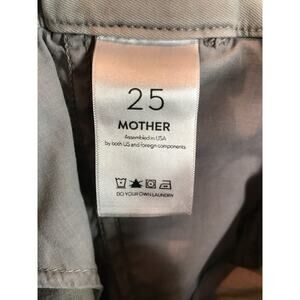 25
MOTHER
Assembled in USA
by both US and foreign components
DO YOUR OWN LAUNDRY